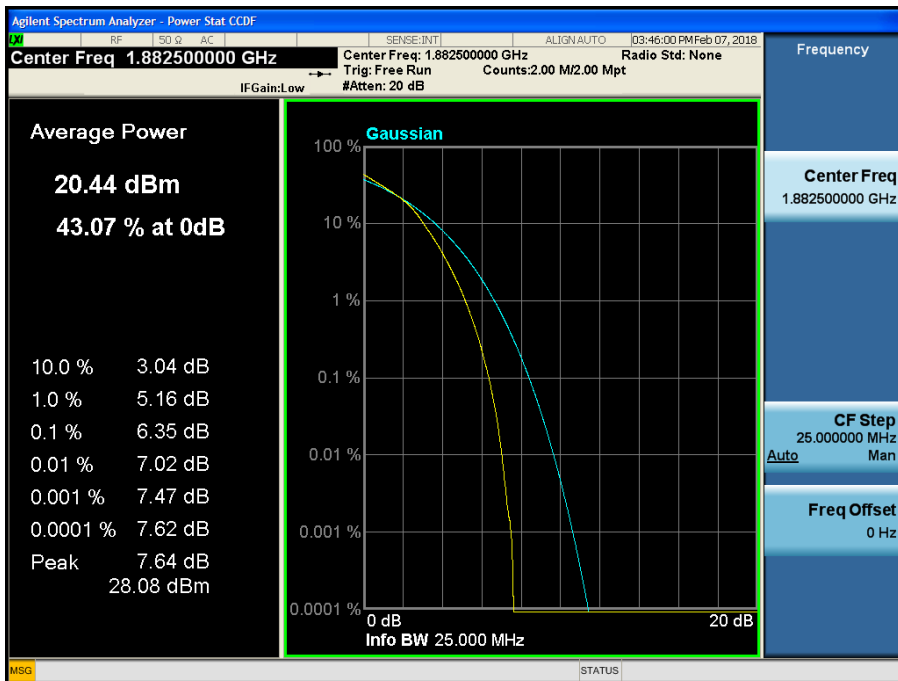 Agilent Spectrum Analyzer - Power Stat CCDF
LXI RF 50 Ω AC SENSE:INT ALIGN AUTO 03:46:00 PM Feb 07, 2018
Center Freq 1.882500000 GHz
Center Freq: 1.882500000 GHz Radio Std: None
Trig: Free Run Counts:2.00 M/2.00 Mpt
IFGain:Low #Atten: 20 dB
Frequency
Average Power
20.44 dBm
43.07 % at 0dB
10.0 % 3.04 dB
1.0 % 5.16 dB
0.1 % 6.35 dB
0.01 % 7.02 dB
0.001 % 7.47 dB
0.0001 % 7.62 dB
Peak 7.64 dB
28.08 dBm
Gaussian
100 %
10 %
1 %
0.1 %
0.01 %
0.001 %
0.0001 %
0 dB 20 dB
Info BW 25.000 MHz
Center Freq
1.882500000 GHz
CF Step
25.000000 MHz
Auto Man
Freq Offset
0 Hz
MSG STATUS